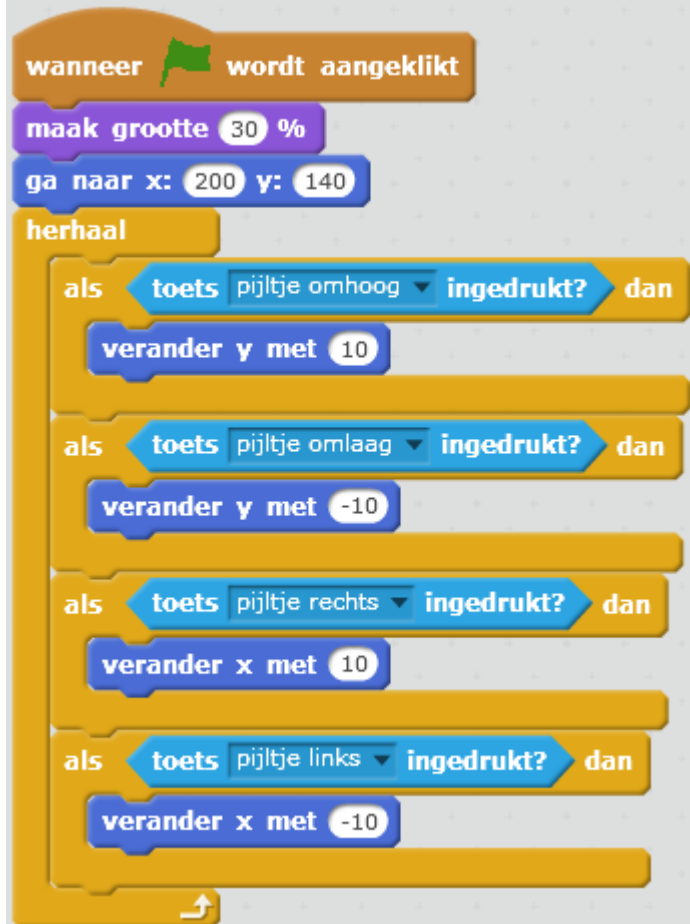 wanneer wordt aangeklikt
maak grootte 30 %
ga naar x: 200 y: 140
herhaal
als toets pijltje omhoog ingedrukt? dan
verander y met 10
als toets pijltje omlaag ingedrukt? dan
verander y met -10
als toets pijltje rechts ingedrukt? dan
verander x met 10
als toets pijltje links ingedrukt? dan
verander x met -10